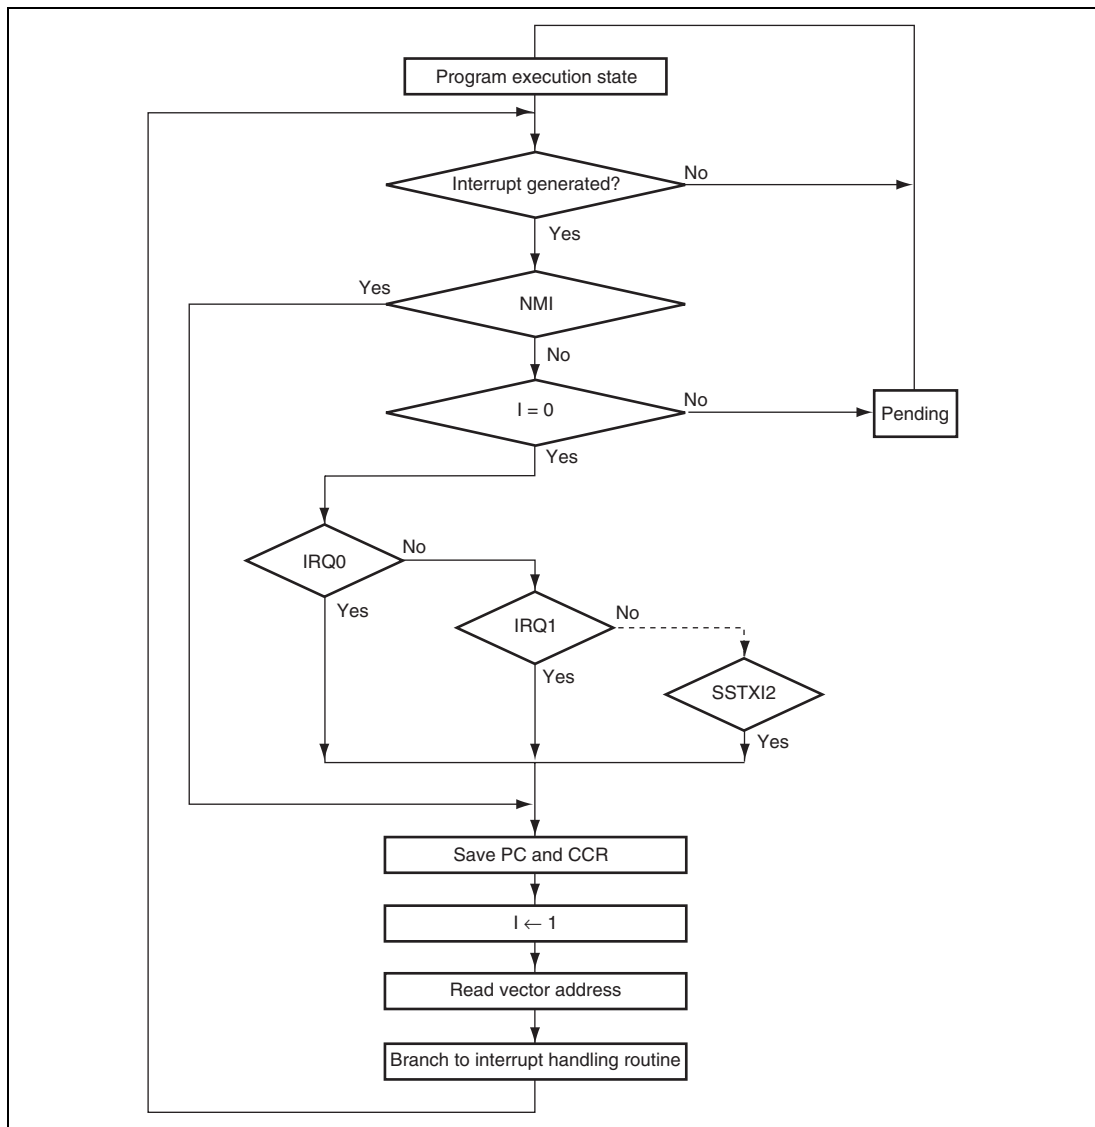 Program execution state
Interrupt generated?
No
Yes
Yes
NMI
No
I = 0
No
Pending
Yes
IRQ0
No
Yes
IRQ1
No
Yes
SSTXI2
Yes
Save PC and CCR
I ← 1
Read vector address
Branch to interrupt handling routine